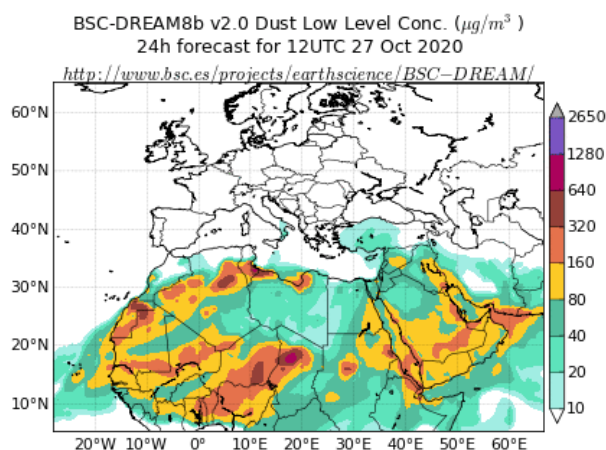 BSC-DREAM8b v2.0 Dust Low Level Conc. (μg/m³ )
24h forecast for 12UTC 27 Oct 2020
http://www.bsc.es/projects/earthscience/BSC−DREAM/
60°N
50°N
40°N
30°N
20°N
10°N
20°W 10°W 0° 10°E 20°E 30°E 40°E 50°E 60°E
2650
1280
640
320
160
80
40
20
10